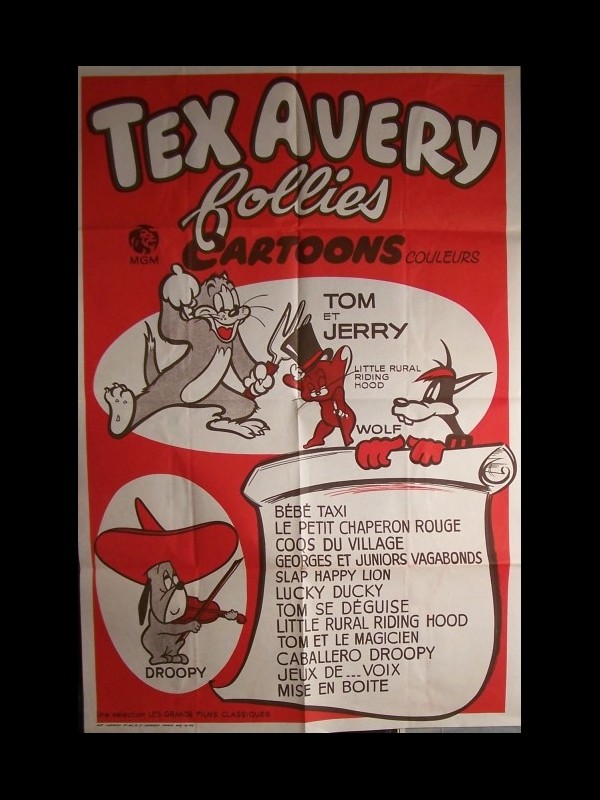 TEX AVERY
follies
CARTOONS COULEURS
MGM
TOM
ET
JERRY
LITTLE RURAL
RIDING
HOOD
WOLF
BÉBÉ TAXI
LE PETIT CHAPERON ROUGE
COQS DU VILLAGE
GEORGES ET JUNIORS VAGABONDS
SLAP HAPPY LION
LUCKY DUCKY
TOM SE DÉGUISE
LITTLE RURAL RIDING HOOD
TOM ET LE MAGICIEN
CABALLERO DROOPY
JEUX DE ... VOIX
MISE EN BOITE
DROOPY
Une sélection LES GRANDS FILMS CLASSIQUES